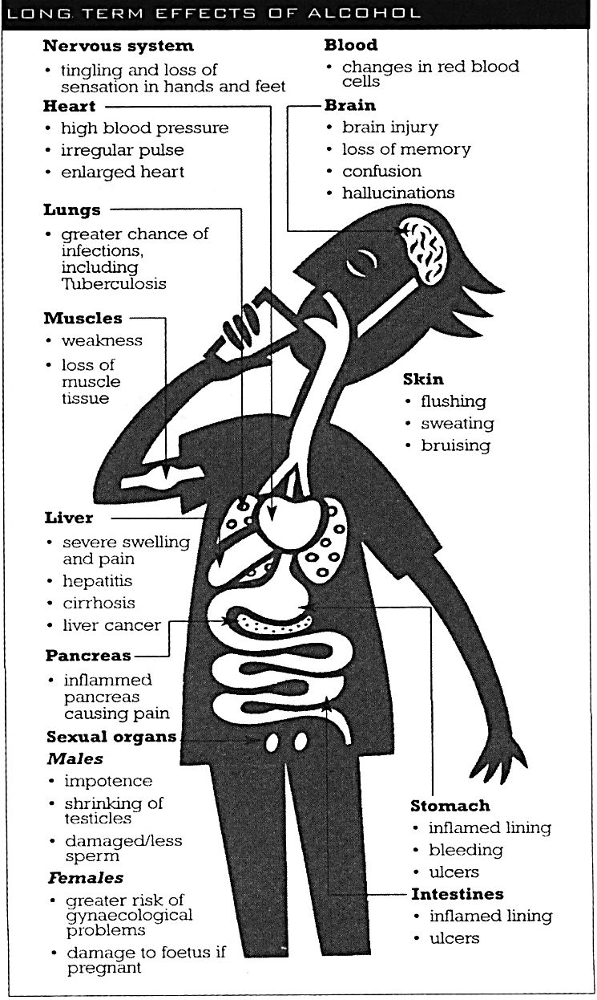 LONG TERM EFFECTS OF ALCOHOL
Nervous system
• tingling and loss of
sensation in hands and feet
Heart
• high blood pressure
• irregular pulse
• enlarged heart
Lungs
• greater chance of
infections,
including
Tuberculosis
Muscles
• weakness
• loss of
muscle
tissue
Liver
• severe swelling
and pain
• hepatitis
• cirrhosis
• liver cancer
Pancreas
• inflammed
pancreas
causing pain
Sexual organs
Males
• impotence
• shrinking of
testicles
• damaged/less
sperm
Females
• greater risk of
gynaecological
problems
• damage to foetus if
pregnant
Blood
• changes in red blood
cells
Brain
• brain injury
• loss of memory
• confusion
• hallucinations
Skin
• flushing
• sweating
• bruising
Stomach
• inflamed lining
• bleeding
• ulcers
Intestines
• inflamed lining
• ulcers